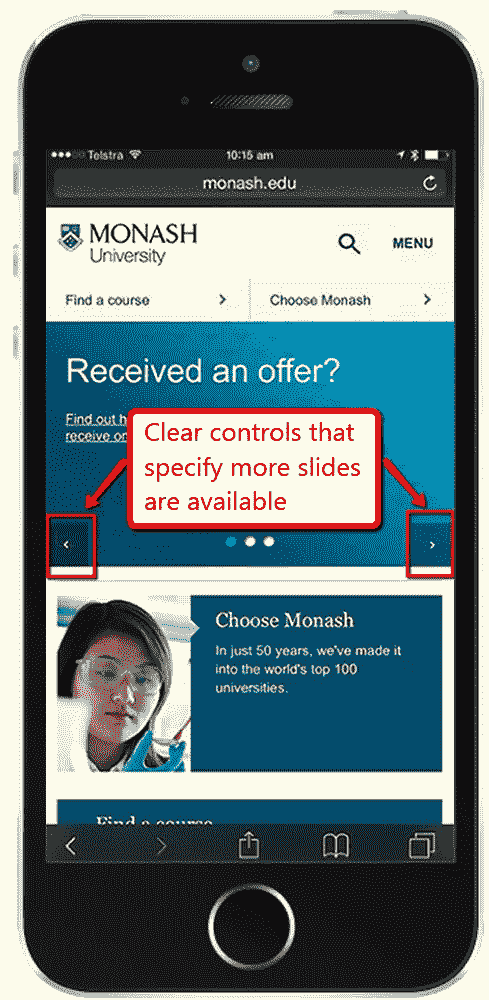 Telstra 10:15 am
monash.edu
MONASH
University
MENU
Find a course
Choose Monash
Received an offer?
Find out h
receive on
Clear controls that
specify more slides
are available
Choose Monash
In just 50 years, we've made it
into the world's top 100
universities.
Find a course